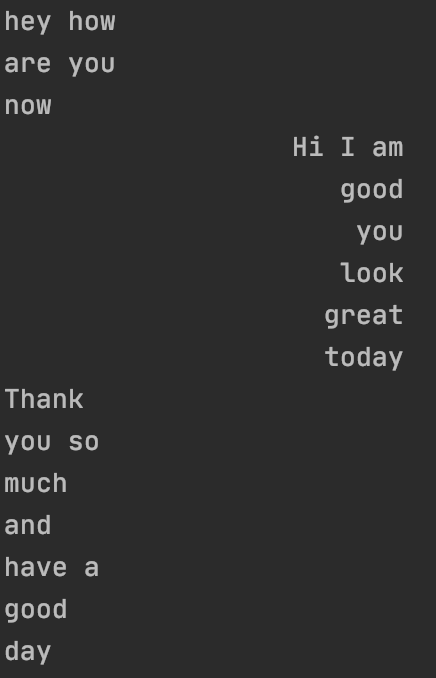 hey how
are you
now
Hi I am
good
you
look
great
today
Thank
you so
much
and
have a
good
day